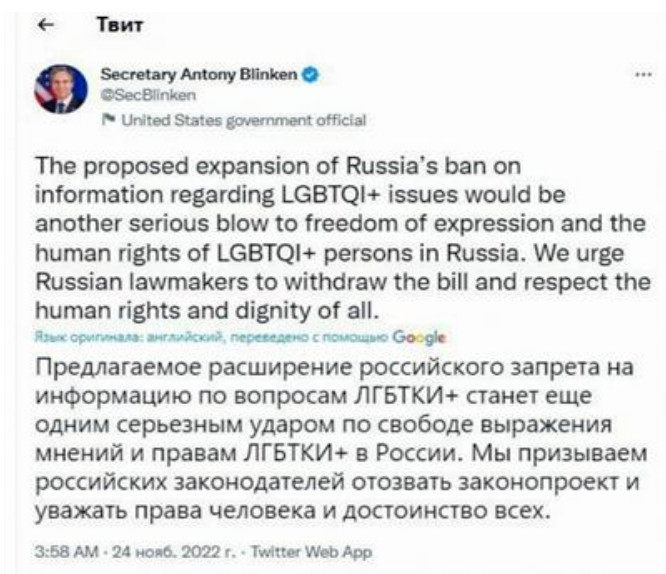 ← Твит
Secretary Antony Blinken
@SecBlinken
United States government official
The proposed expansion of Russia's ban on
information regarding LGBTQI+ issues would be
another serious blow to freedom of expression and the
human rights of LGBTQI+ persons in Russia. We urge
Russian lawmakers to withdraw the bill and respect the
human rights and dignity of all.
Язык оригинала: английский, переведено с помощью Google
Предлагаемое расширение российского запрета на
информацию по вопросам ЛГБТКИ+ станет еще
одним серьезным ударом по свободе выражения
мнений и правам ЛГБТКИ+ в России. Мы призываем
российских законодателей отозвать законопроект и
уважать права человека и достоинство всех.
3:58 AM · 24 нояб. 2022 г. · Twitter Web App